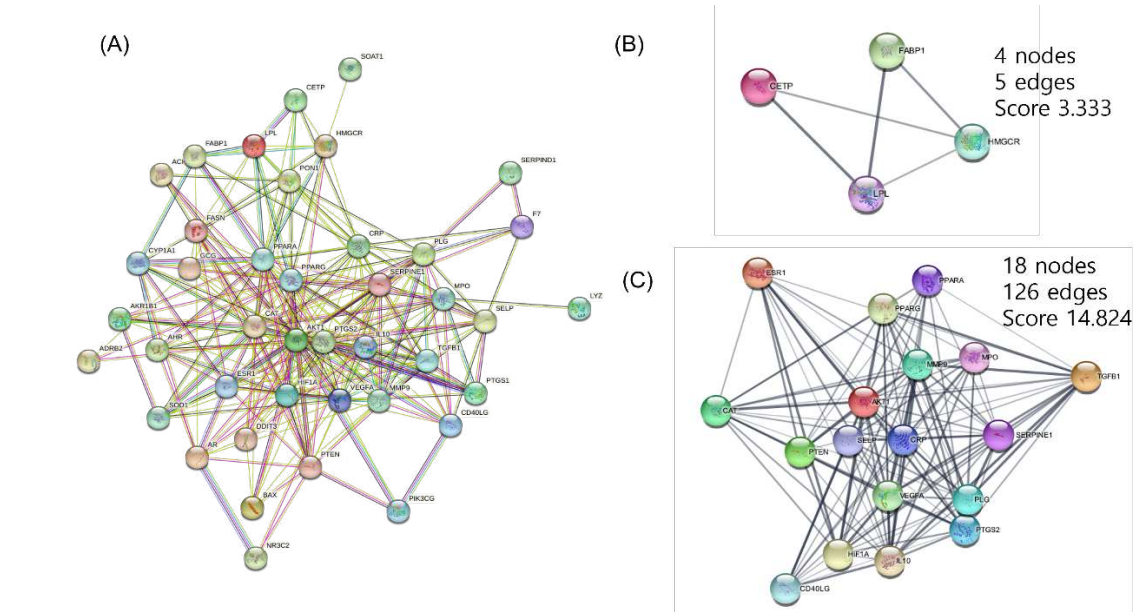 (A)
SOAT1
CETP
LPL
HMGCR
FABP1
SERPIND1
PON1
F7
FASN
CRP
PLG
CYP1A1
GCG
PPARA
PPARG
SERPINE1
MPO
LYZ
AKR1B1
CAT
SELP
AKT1
PTGS2
IL10
ADRB2
AHR
TGFB1
ESR1
HIF1A
VEGFA
MMP9
PTGS1
SOD1
CD40LG
DDIT3
AR
PTEN
BAX
PIK3CG
NR3C2
(B)
FABP1
4 nodes
5 edges
Score 3.333
CETP
HMGCR
LPL
(C)
18 nodes
126 edges
Score 14.824
ESR1
PPARA
PPARG
MMP9
MPO
TGFB1
CAT
AKT1
SELP
CRP
SERPINE1
PTEN
VEGFA
PLG
PTGS2
HIF1A
IL10
CD40LG